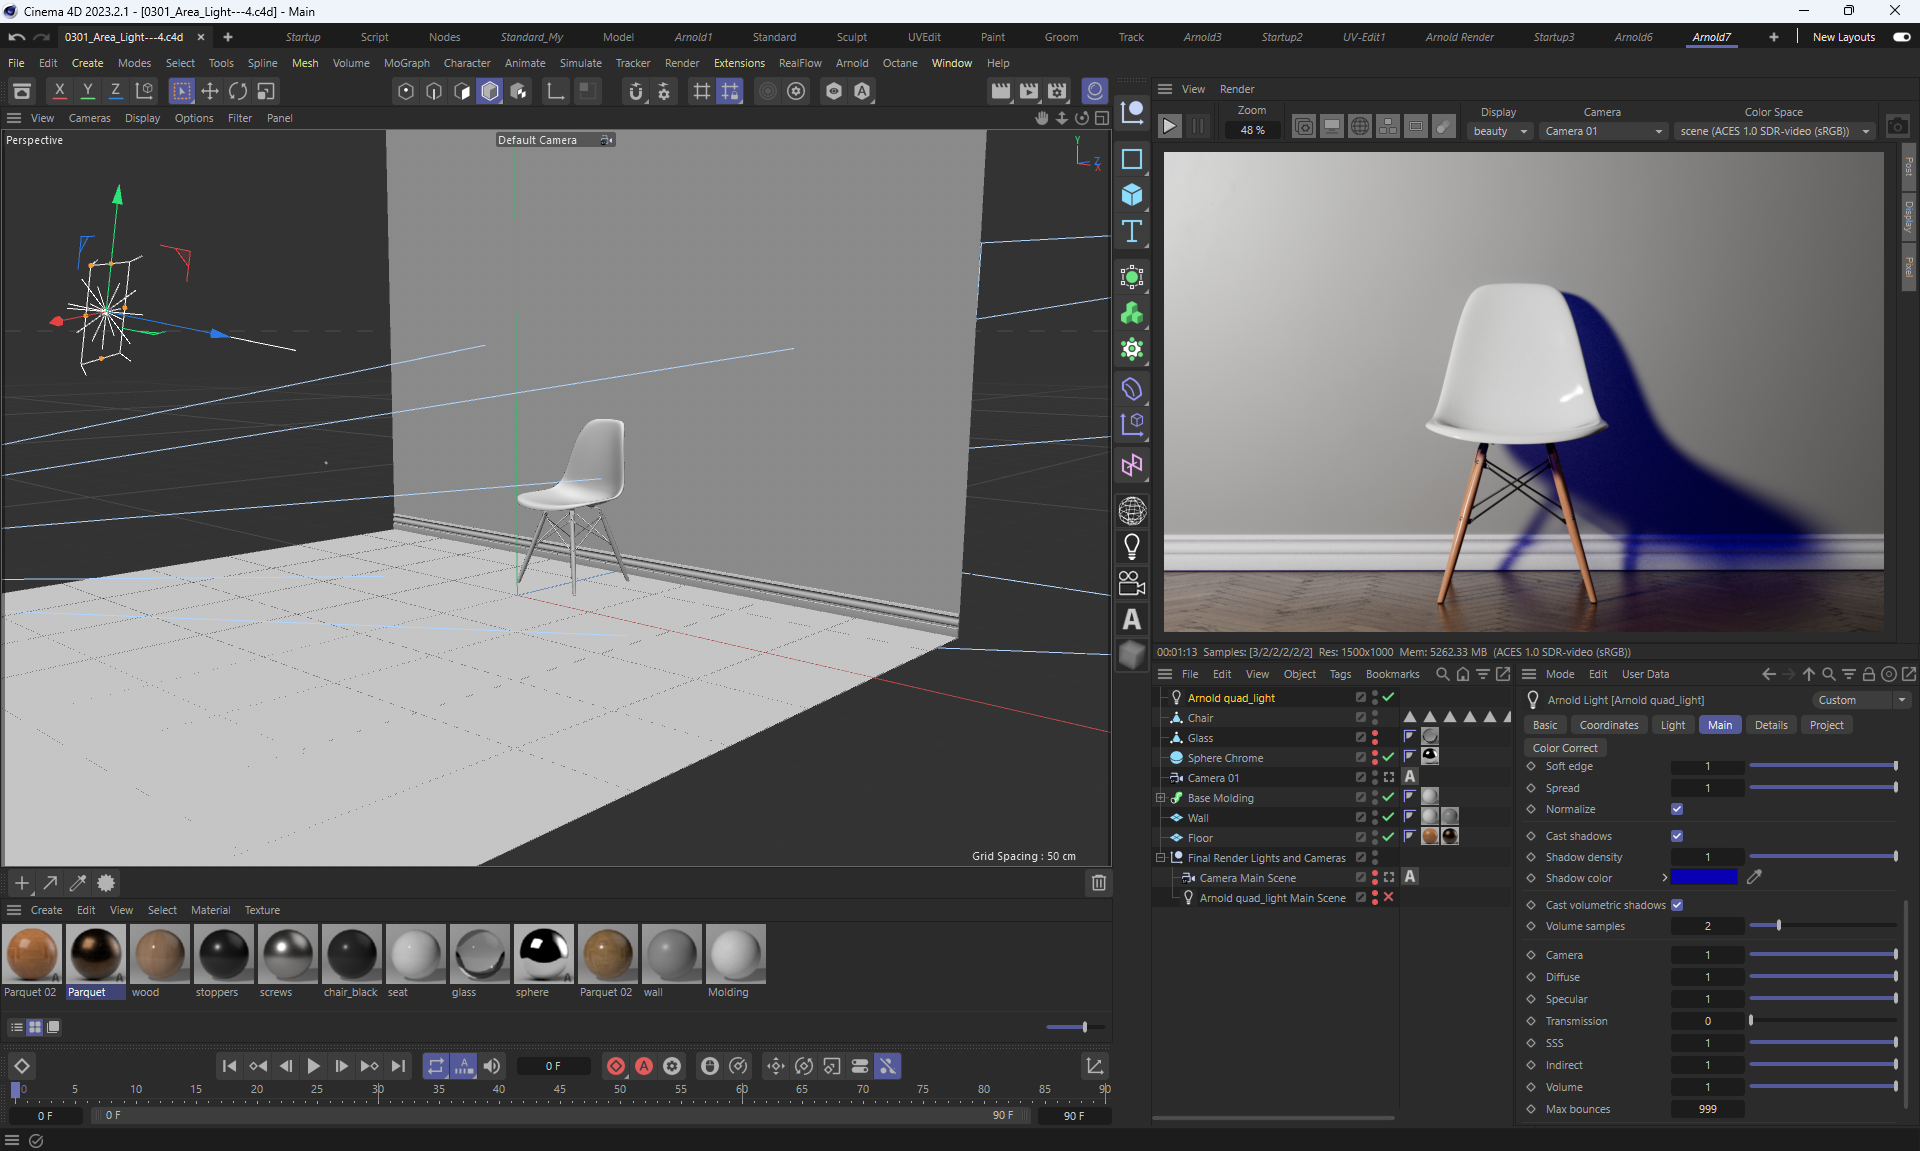 Cinema 4D 2023.2.1 - [0301_Area_Light---4.c4d] - Main
0301_Area_Light---4.c4d × + Startup Script Nodes Standard_My Model Arnold1 Standard Sculpt UVEdit Paint Groom Track Arnold3 Startup2 UV-Edit1 Arnold Render Startup3 Arnold6 Arnold7 + New Layouts
File Edit Create Modes Select Tools Spline Mesh Volume MoGraph Character Animate Simulate Tracker Render Extensions RealFlow Arnold Octane Window Help
X Y Z
View Cameras Display Options Filter Panel
Perspective
Default Camera
Y
Z
X
Grid Spacing : 50 cm
View Render
Zoom
48 %
Display
beauty
Camera
Camera 01
Color Space
scene (ACES 1.0 SDR-video (sRGB))
Post
Display
Pixel
00:01:13 Samples: [3/2/2/2/2/2] Res: 1500x1000 Mem: 5262.33 MB (ACES 1.0 SDR-video (sRGB))
File Edit View Object Tags Bookmarks
Arnold quad_light
Chair
Glass
Sphere Chrome
Camera 01
Base Molding
Wall
Floor
Final Render Lights and Cameras
Camera Main Scene
Arnold quad_light Main Scene
Mode Edit User Data
Arnold Light [Arnold quad_light]
Custom
Basic Coordinates Light Main Details Project
Color Correct
Soft edge 1
Spread 1
Normalize
Cast shadows
Shadow density 1
Shadow color
Cast volumetric shadows
Volume samples 2
Camera 1
Diffuse 1
Specular 1
Transmission 0
SSS 1
Indirect 1
Volume 1
Max bounces 999
Create Edit View Select Material Texture
Parquet 02 Parquet wood stoppers screws chair_black seat glass sphere Parquet 02 wall Molding
0 F
0 5 10 15 20 25 30 35 40 45 50 55 60 65 70 75 80 85 90
0 F 0 F 90 F 90 F